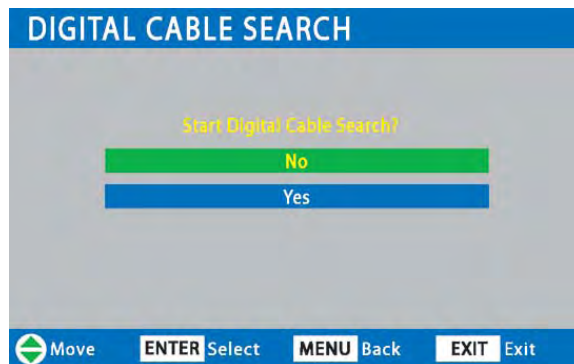 DIGITAL CABLE SEARCH
Start Digital Cable Search?
No
Yes
Move ENTER Select MENU Back EXIT Exit